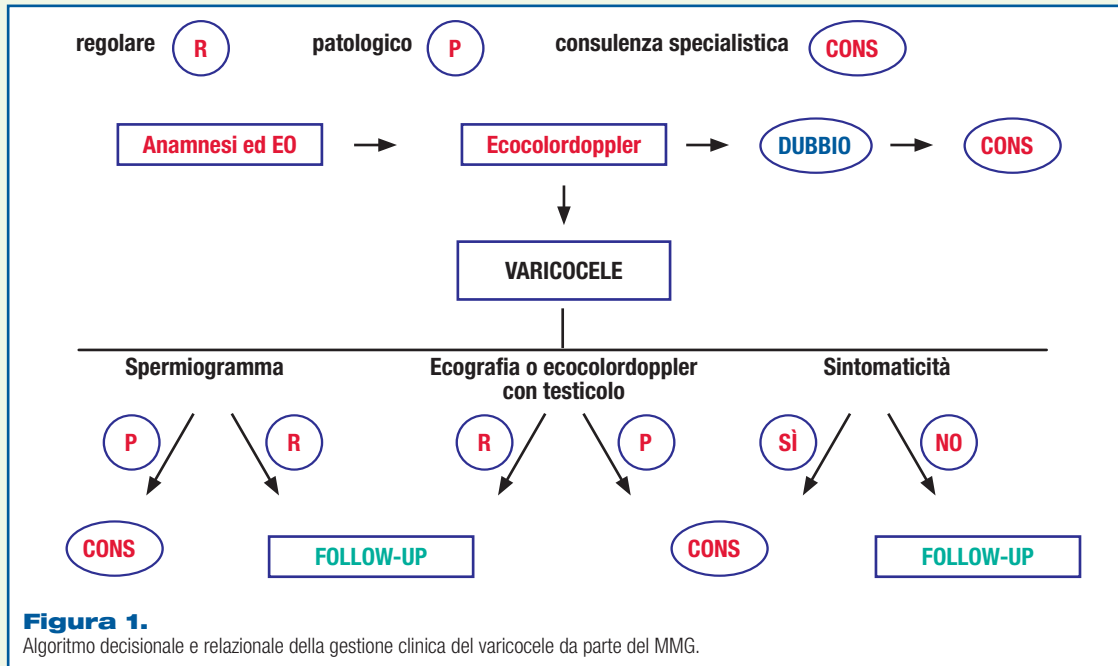 regolare R patologico P consulenza specialistica CONS
Anamnesi ed EO Ecocolordoppler DUBBIO CONS
VARICOCELE
Spermiogramma Ecografia o ecocolordoppler Sintomaticità
con testicolo
P R R P SÌ NO
CONS FOLLOW-UP CONS FOLLOW-UP
Figura 1.
Algoritmo decisionale e relazionale della gestione clinica del varicocele da parte del MMG.